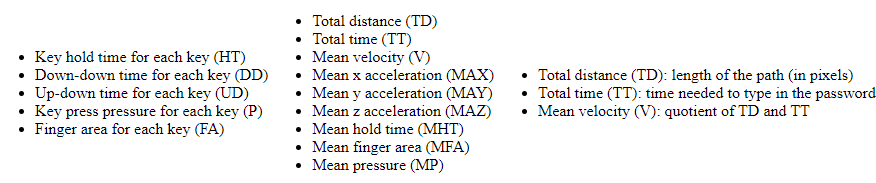 • Key hold time for each key (HT)
• Down-down time for each key (DD)
• Up-down time for each key (UD)
• Key press pressure for each key (P)
• Finger area for each key (FA)
• Total distance (TD)
• Total time (TT)
• Mean velocity (V)
• Mean x acceleration (MAX)
• Mean y acceleration (MAY)
• Mean z acceleration (MAZ)
• Mean hold time (MHT)
• Mean finger area (MFA)
• Mean pressure (MP)
• Total distance (TD): length of the path (in pixels)
• Total time (TT): time needed to type in the password
• Mean velocity (V): quotient of TD and TT